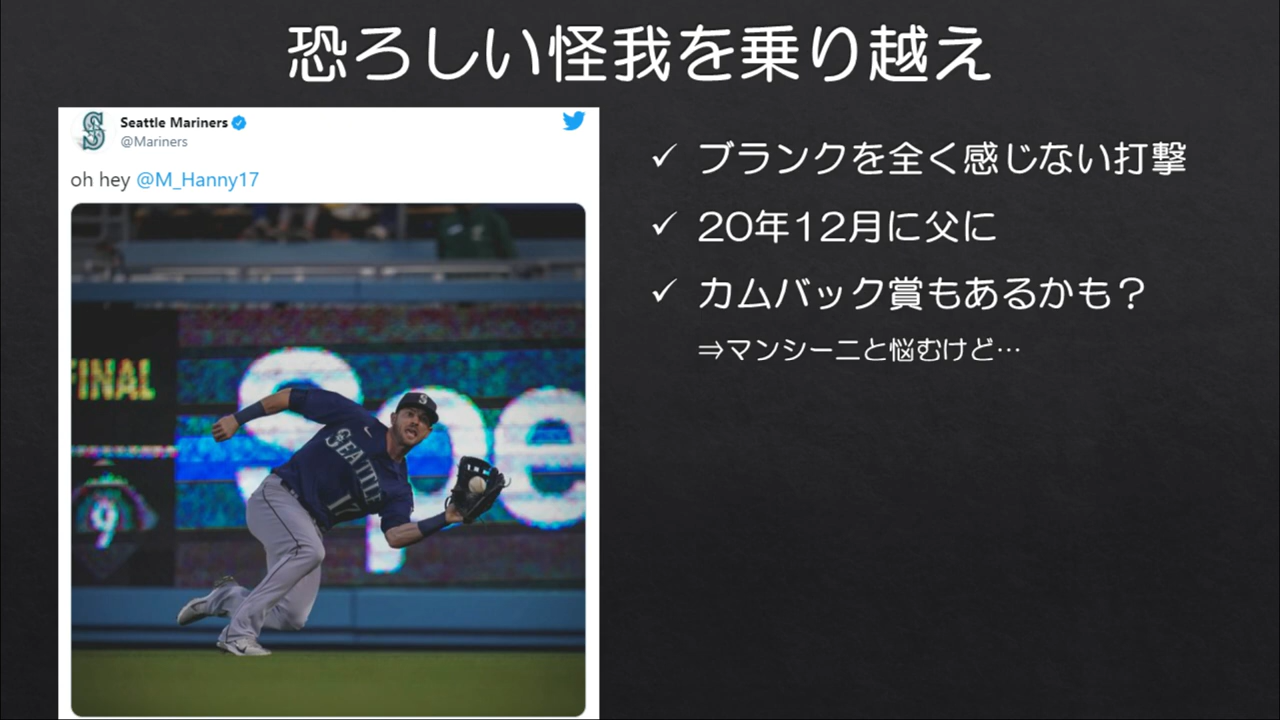 恐ろしい怪我を乗り越え
Seattle Mariners
@Mariners
oh hey @M_Hanny17
FINAL
9
Spe
S
SEATTLE
17
✓ ブランクを全く感じない打撃
✓ 20年12月に父に
✓ カムバック賞もあるかも？
⇒マンシーニと悩むけど…